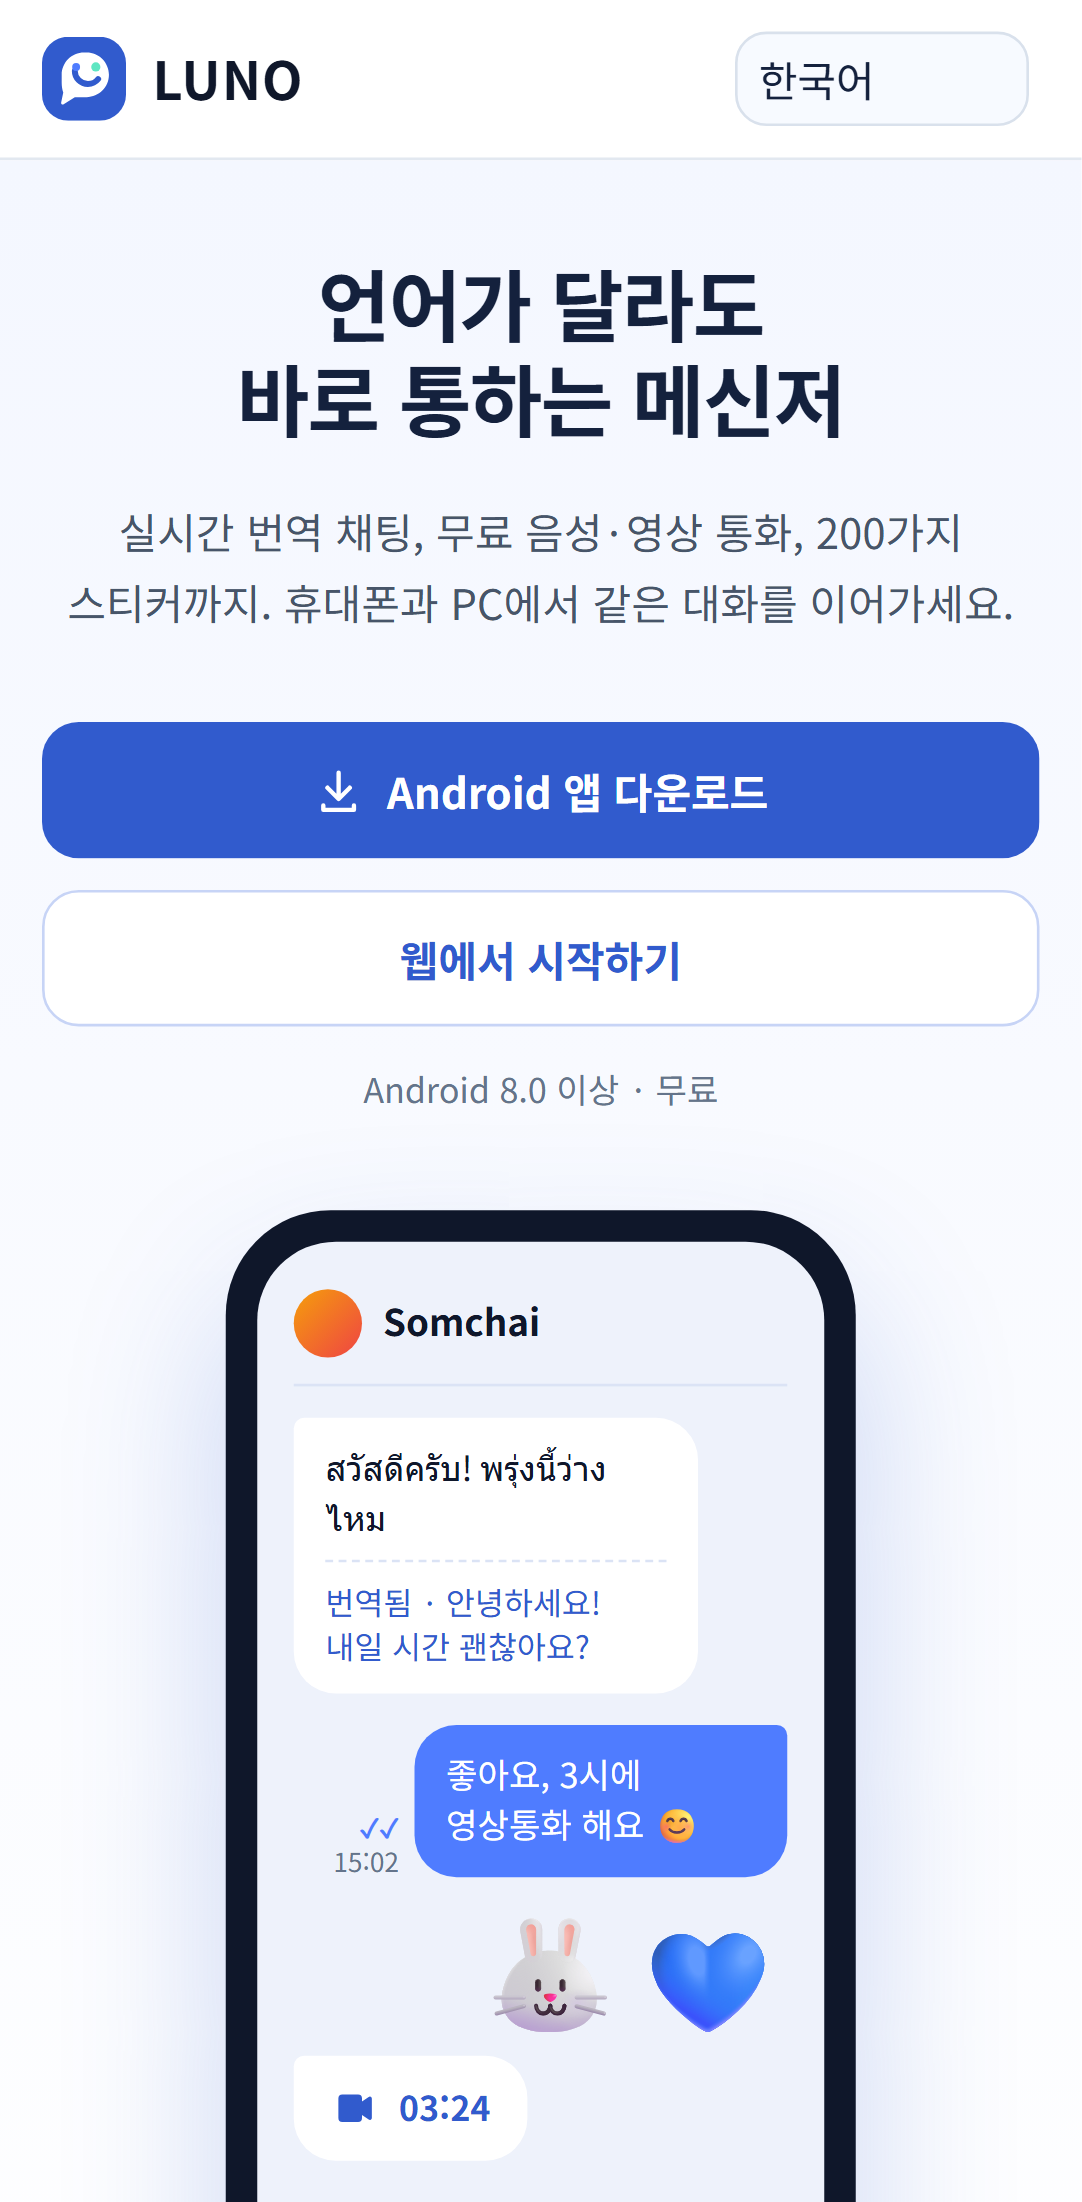 LUNO
한국어
언어가 달라도
바로 통하는 메신저
실시간 번역 채팅, 무료 음성·영상 통화, 200가지
스티커까지. 휴대폰과 PC에서 같은 대화를 이어가세요.
Android 앱 다운로드
웹에서 시작하기
Android 8.0 이상 · 무료
Somchai
สวัสดีครับ! พรุ่งนี้ว่าง
ไหม
번역됨 · 안녕하세요!
내일 시간 괜찮아요?
좋아요, 3시에
영상통화 해요 😊
✓✓
15:02
03:24